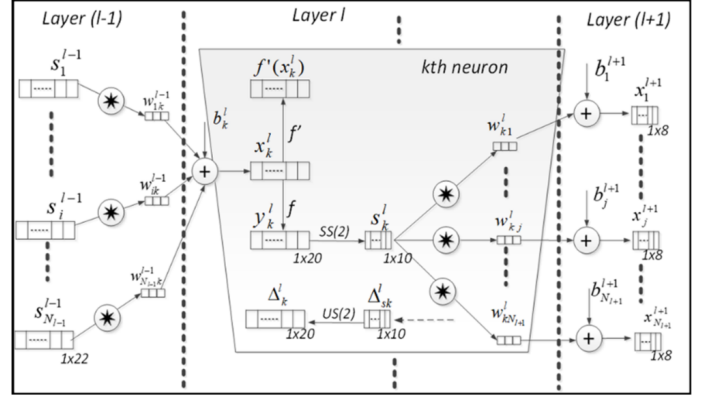 Layer (l-1)
Layer l
Layer (l+1)
s_1^{l-1}
w_{1k}^{l-1}
s_i^{l-1}
w_{ik}^{l-1}
s_{N_{l-1}}^{l-1}
w_{N_{l-1}k}^{l-1}
1x22
b_k^l
+
kth neuron
f'(x_k^l)
f'
x_k^l
f
y_k^l
1x20
SS(2)
s_k^l
1x10
Δ_k^l
1x20
US(2)
Δ_{sk}^l
1x10
w_{k1}^l
w_{kj}^l
w_{kN_{l+1}}^l
b_1^{l+1}
+
x_1^{l+1}
1x8
b_j^{l+1}
+
x_j^{l+1}
1x8
b_{N_{l+1}}^{l+1}
+
x_{N_{l+1}}^{l+1}
1x8